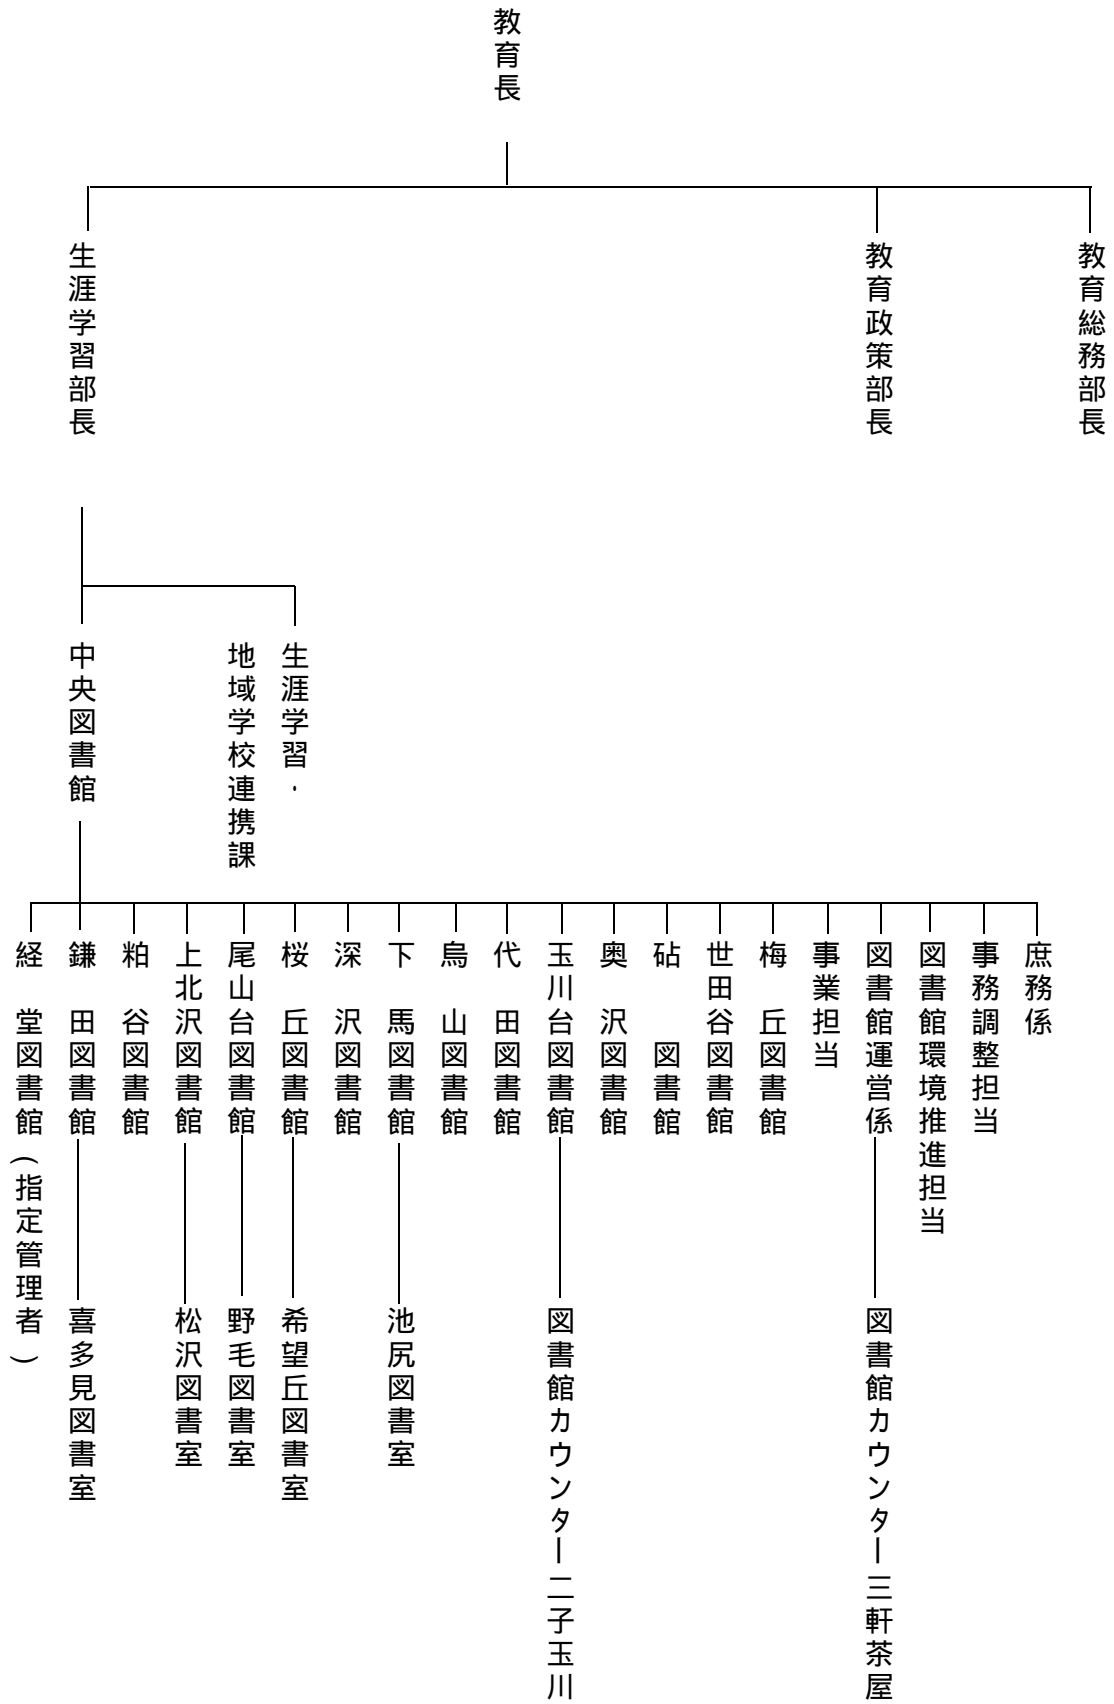 教育長
教育総務部長
教育政策部長
生涯学習部長
生涯学習・
地域学校連携課
中央図書館
庶務係
事務調整担当
図書館環境推進担当
図書館運営係
事業担当
梅　丘図書館
世田谷図書館
砧　　図書館
奥　沢図書館
玉川台図書館
代　田図書館
烏　山図書館
下　馬図書館
深　沢図書館
桜　丘図書館
尾山台図書館
上北沢図書館
粕　谷図書館
鎌　田図書館
経　堂図書館（指定管理者）
図書館カウンター三軒茶屋
図書館カウンター二子玉川
池尻図書室
希望丘図書室
野毛図書室
松沢図書室
喜多見図書室